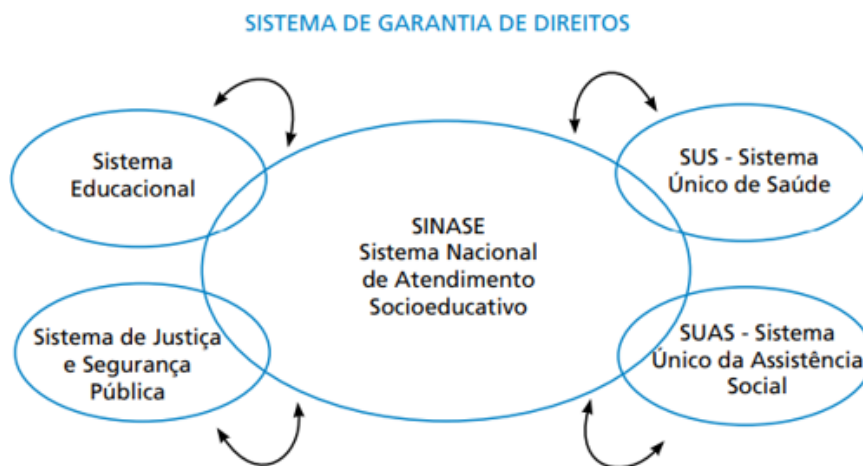 SISTEMA DE GARANTIA DE DIREITOS
Sistema
Educacional
SUS - Sistema
Único de Saúde
SINASE
Sistema Nacional
de Atendimento
Socioeducativo
Sistema de Justiça
e Segurança
Pública
SUAS - Sistema
Único da Assistência
Social